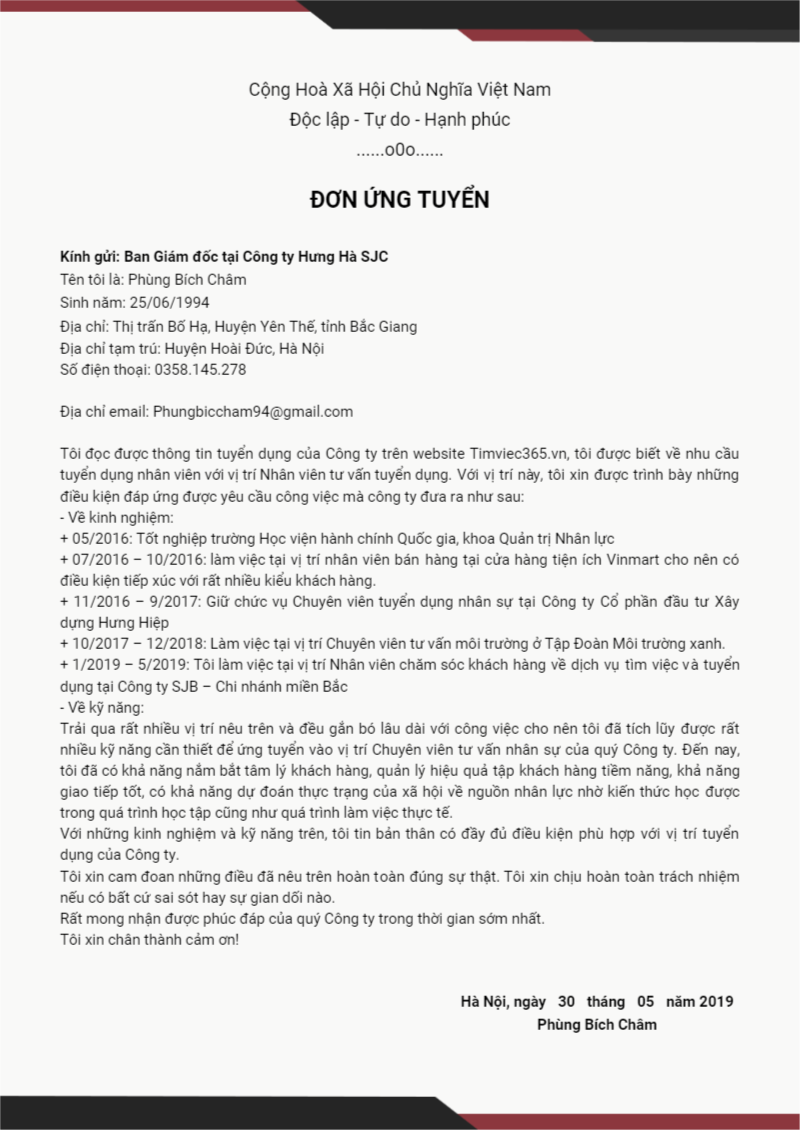 Cộng Hoà Xã Hội Chủ Nghĩa Việt Nam
Độc lập - Tự do - Hạnh phúc
......o0o......
ĐƠN ỨNG TUYỂN
Kính gửi: Ban Giám đốc tại Công ty Hưng Hà SJC
Tên tôi là: Phùng Bích Châm
Sinh năm: 25/06/1994
Địa chỉ: Thị trấn Bố Hạ, Huyện Yên Thế, tỉnh Bắc Giang
Địa chỉ tạm trú: Huyện Hoài Đức, Hà Nội
Số điện thoại: 0358.145.278
Địa chỉ email: Phungbiccham94@gmail.com
Tôi đọc được thông tin tuyển dụng của Công ty trên website Timviec365.vn, tôi được biết về nhu cầu
tuyển dụng nhân viên với vị trí Nhân viên tư vấn tuyển dụng. Với vị trí này, tôi xin được trình bày những
điều kiện đáp ứng được yêu cầu công việc mà công ty đưa ra như sau:
- Về kinh nghiệm:
+ 05/2016: Tốt nghiệp trường Học viện hành chính Quốc gia, khoa Quản trị Nhân lực
+ 07/2016 – 10/2016: làm việc tại vị trí nhân viên bán hàng tại cửa hàng tiện ích Vinmart cho nên có
điều kiện tiếp xúc với rất nhiều kiểu khách hàng.
+ 11/2016 – 9/2017: Giữ chức vụ Chuyên viên tuyển dụng nhân sự tại Công ty Cổ phần đầu tư Xây
dựng Hưng Hiệp
+ 10/2017 – 12/2018: Làm việc tại vị trí Chuyên viên tư vấn môi trường ở Tập Đoàn Môi trường xanh.
+ 1/2019 – 5/2019: Tôi làm việc tại vị trí Nhân viên chăm sóc khách hàng về dịch vụ tìm việc và tuyển
dụng tại Công ty SJB – Chi nhánh miền Bắc
- Về kỹ năng:
Trải qua rất nhiều vị trí nêu trên và đều gắn bó lâu dài với công việc cho nên tôi đã tích lũy được rất
nhiều kỹ năng cần thiết để ứng tuyển vào vị trí Chuyên viên tư vấn nhân sự của quý Công ty. Đến nay,
tôi đã có khả năng nắm bắt tâm lý khách hàng, quản lý hiệu quả tập khách hàng tiềm năng, khả năng
giao tiếp tốt, có khả năng dự đoán thực trạng của xã hội về nguồn nhân lực nhờ kiến thức học được
trong quá trình học tập cũng như quá trình làm việc thực tế.
Với những kinh nghiệm và kỹ năng trên, tôi tin bản thân có đầy đủ điều kiện phù hợp với vị trí tuyển
dụng của Công ty.
Tôi xin cam đoan những điều đã nêu trên hoàn toàn đúng sự thật. Tôi xin chịu hoàn toàn trách nhiệm
nếu có bất cứ sai sót hay sự gian dối nào.
Rất mong nhận được phúc đáp của quý Công ty trong thời gian sớm nhất.
Tôi xin chân thành cảm ơn!
Hà Nội, ngày 30 tháng 05 năm 2019
Phùng Bích Châm